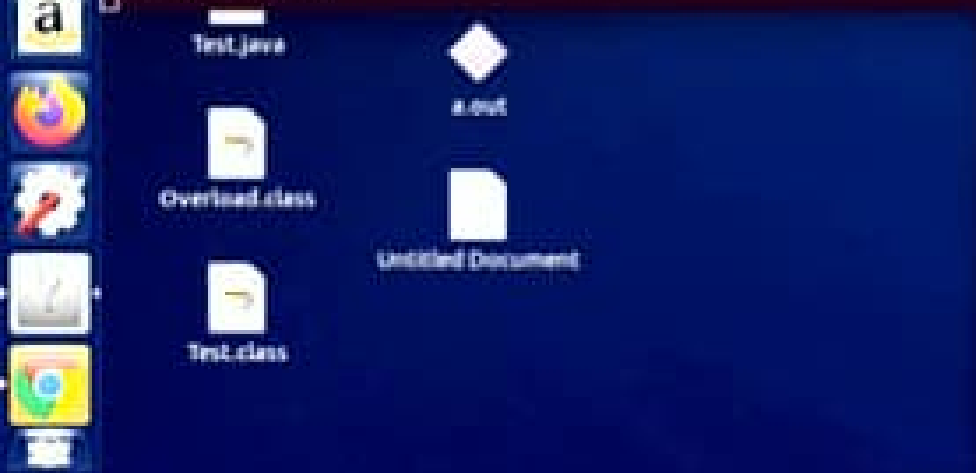 a
Test.java
a.out
Overload.class
Untitled Document
Test.class